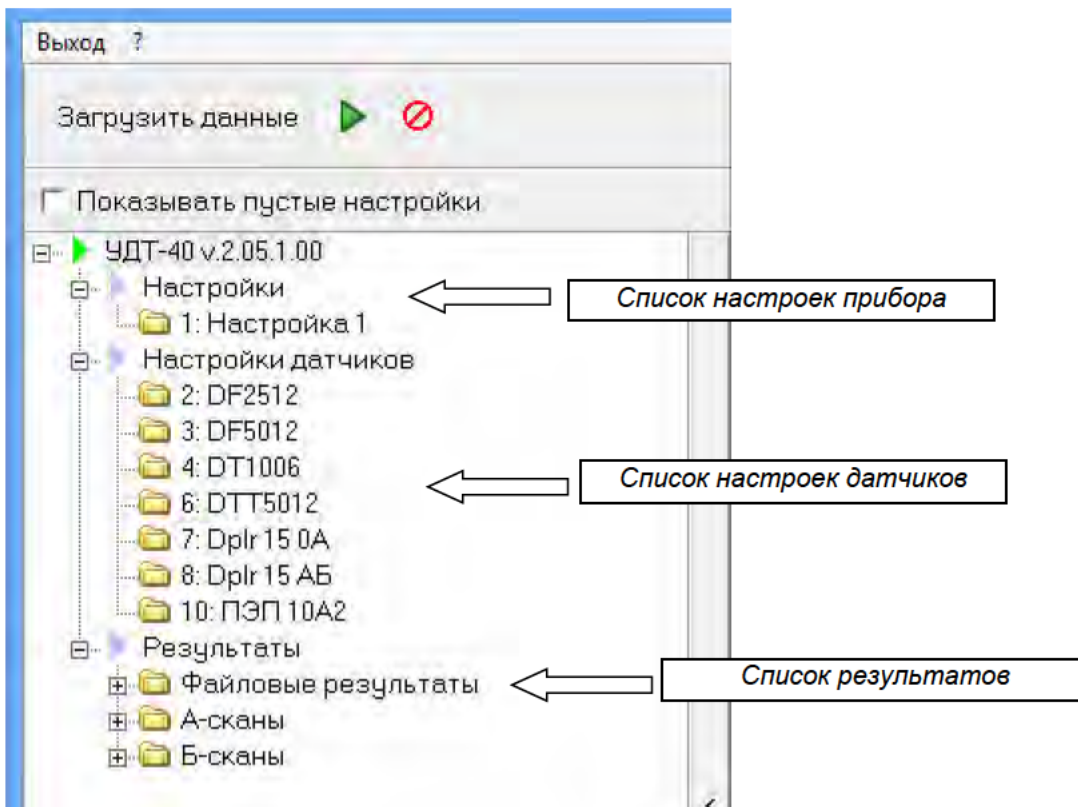 Выход ?
Загрузить данные
Показывать пустые настройки
УДТ-40 v.2.05.1.00
Настройки
Список настроек прибора
1: Настройка 1
Настройки датчиков
2: DF2512
3: DF5012
4: DT1006
Список настроек датчиков
6: DTT5012
7: Dplr 15 0А
8: Dplr 15 АБ
10: ПЭП 10А2
Результаты
Список результатов
Файловые результаты
А-сканы
Б-сканы